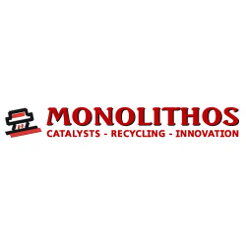 MONOLITHOS
CATALYSTS - RECYCLING - INNOVATION